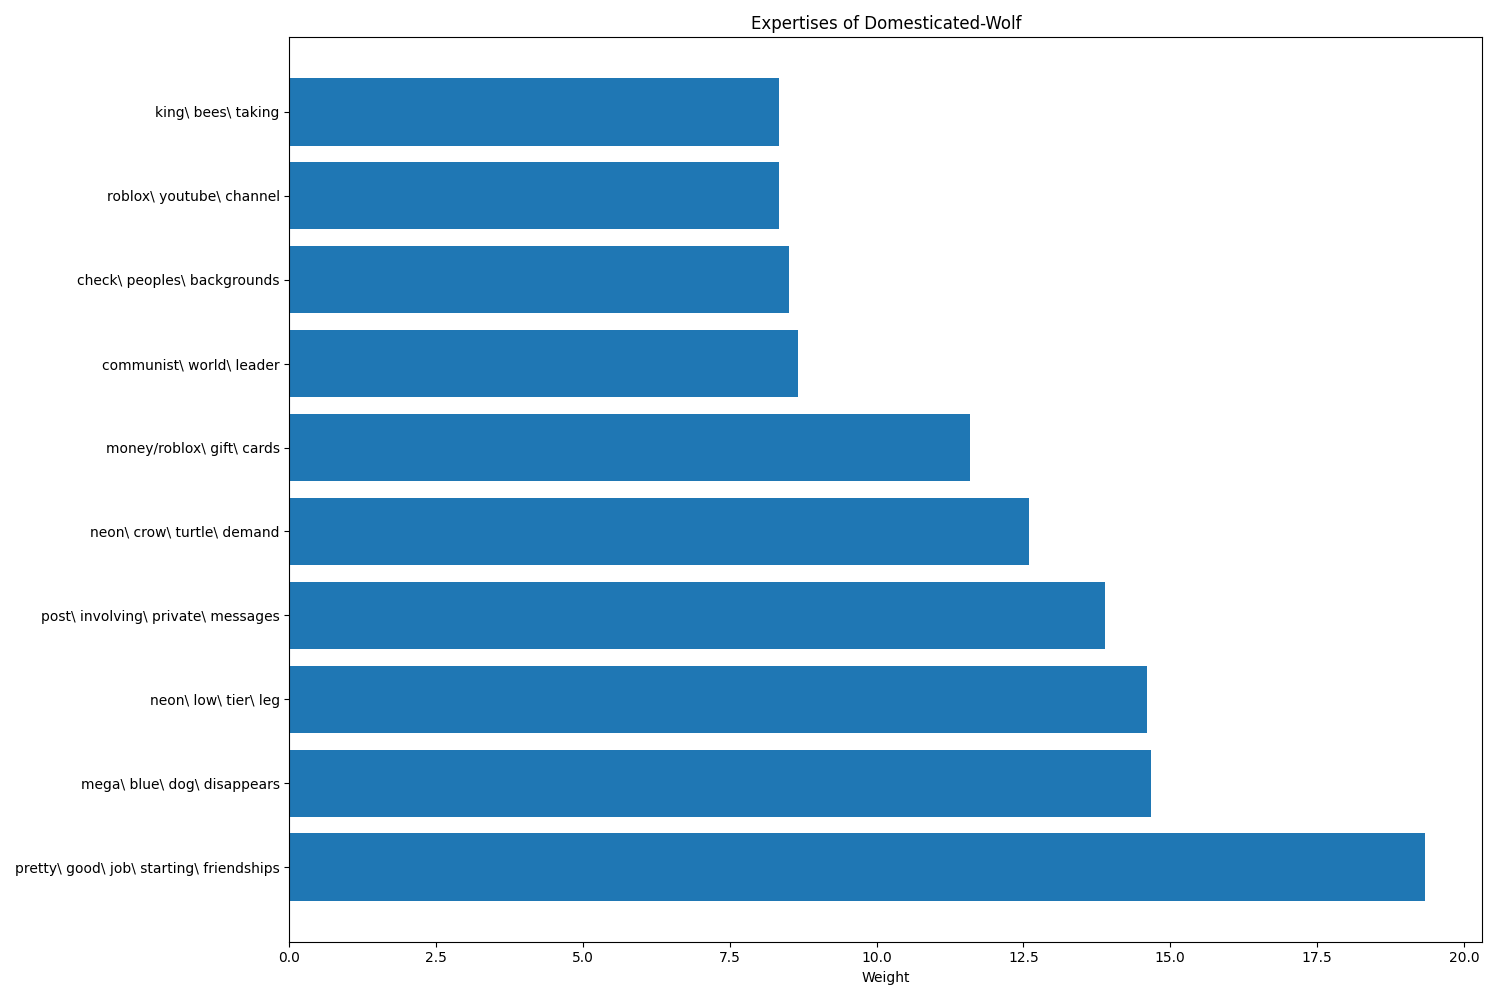 Expertises of Domesticated-Wolf
king\ bees\ taking
roblox\ youtube\ channel
check\ peoples\ backgrounds
communist\ world\ leader
money/roblox\ gift\ cards
neon\ crow\ turtle\ demand
post\ involving\ private\ messages
neon\ low\ tier\ leg
mega\ blue\ dog\ disappears
pretty\ good\ job\ starting\ friendships
0.0 2.5 5.0 7.5 10.0 12.5 15.0 17.5 20.0
Weight